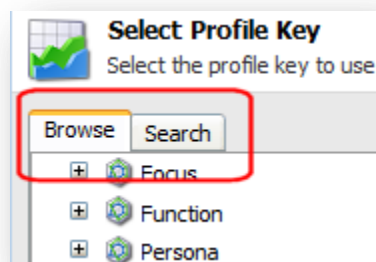 Select Profile Key
Select the profile key to use
Browse Search
Focus
Function
Persona